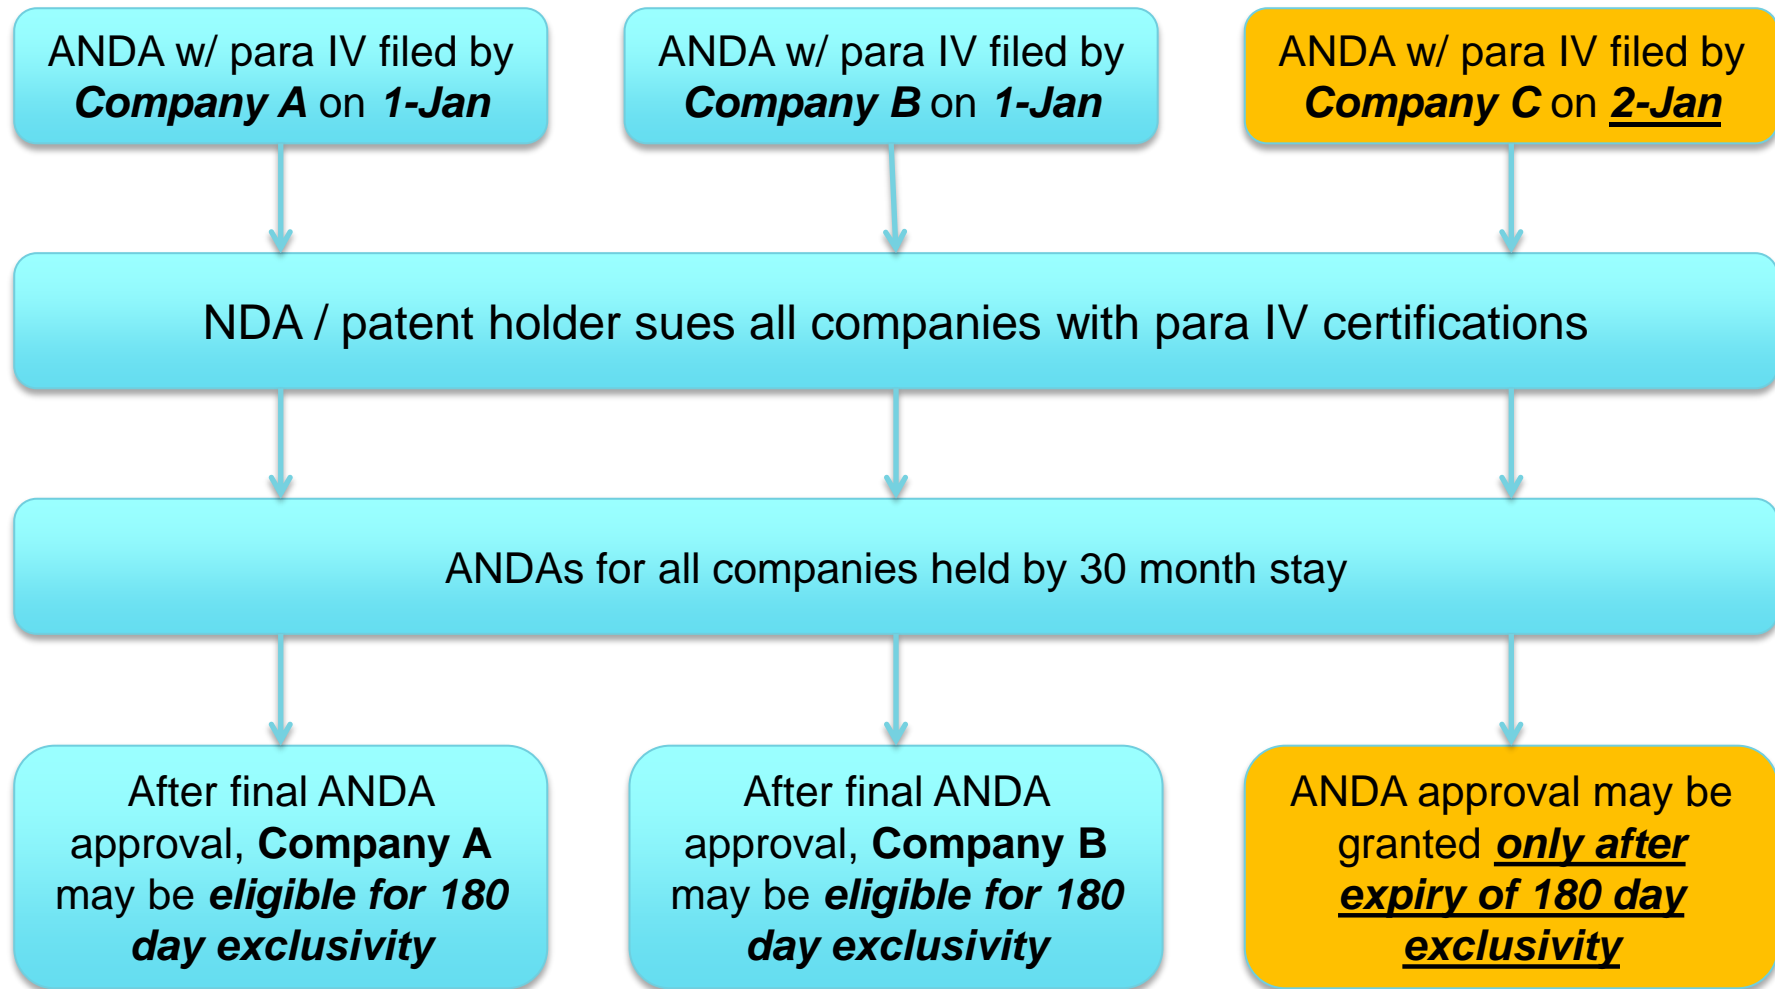 ANDA w/ para IV filed by
Company A on 1-Jan
ANDA w/ para IV filed by
Company B on 1-Jan
ANDA w/ para IV filed by
Company C on 2-Jan
NDA / patent holder sues all companies with para IV certifications
ANDAs for all companies held by 30 month stay
After final ANDA
approval, Company A
may be eligible for 180
day exclusivity
After final ANDA
approval, Company B
may be eligible for 180
day exclusivity
ANDA approval may be
granted only after
expiry of 180 day
exclusivity